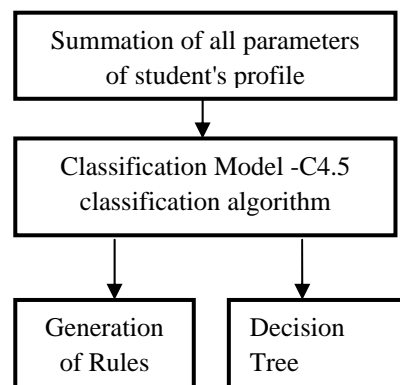 Summation of all parameters
of student's profile
Classification Model -C4.5
classification algorithm
Generation
of Rules
Decision
Tree